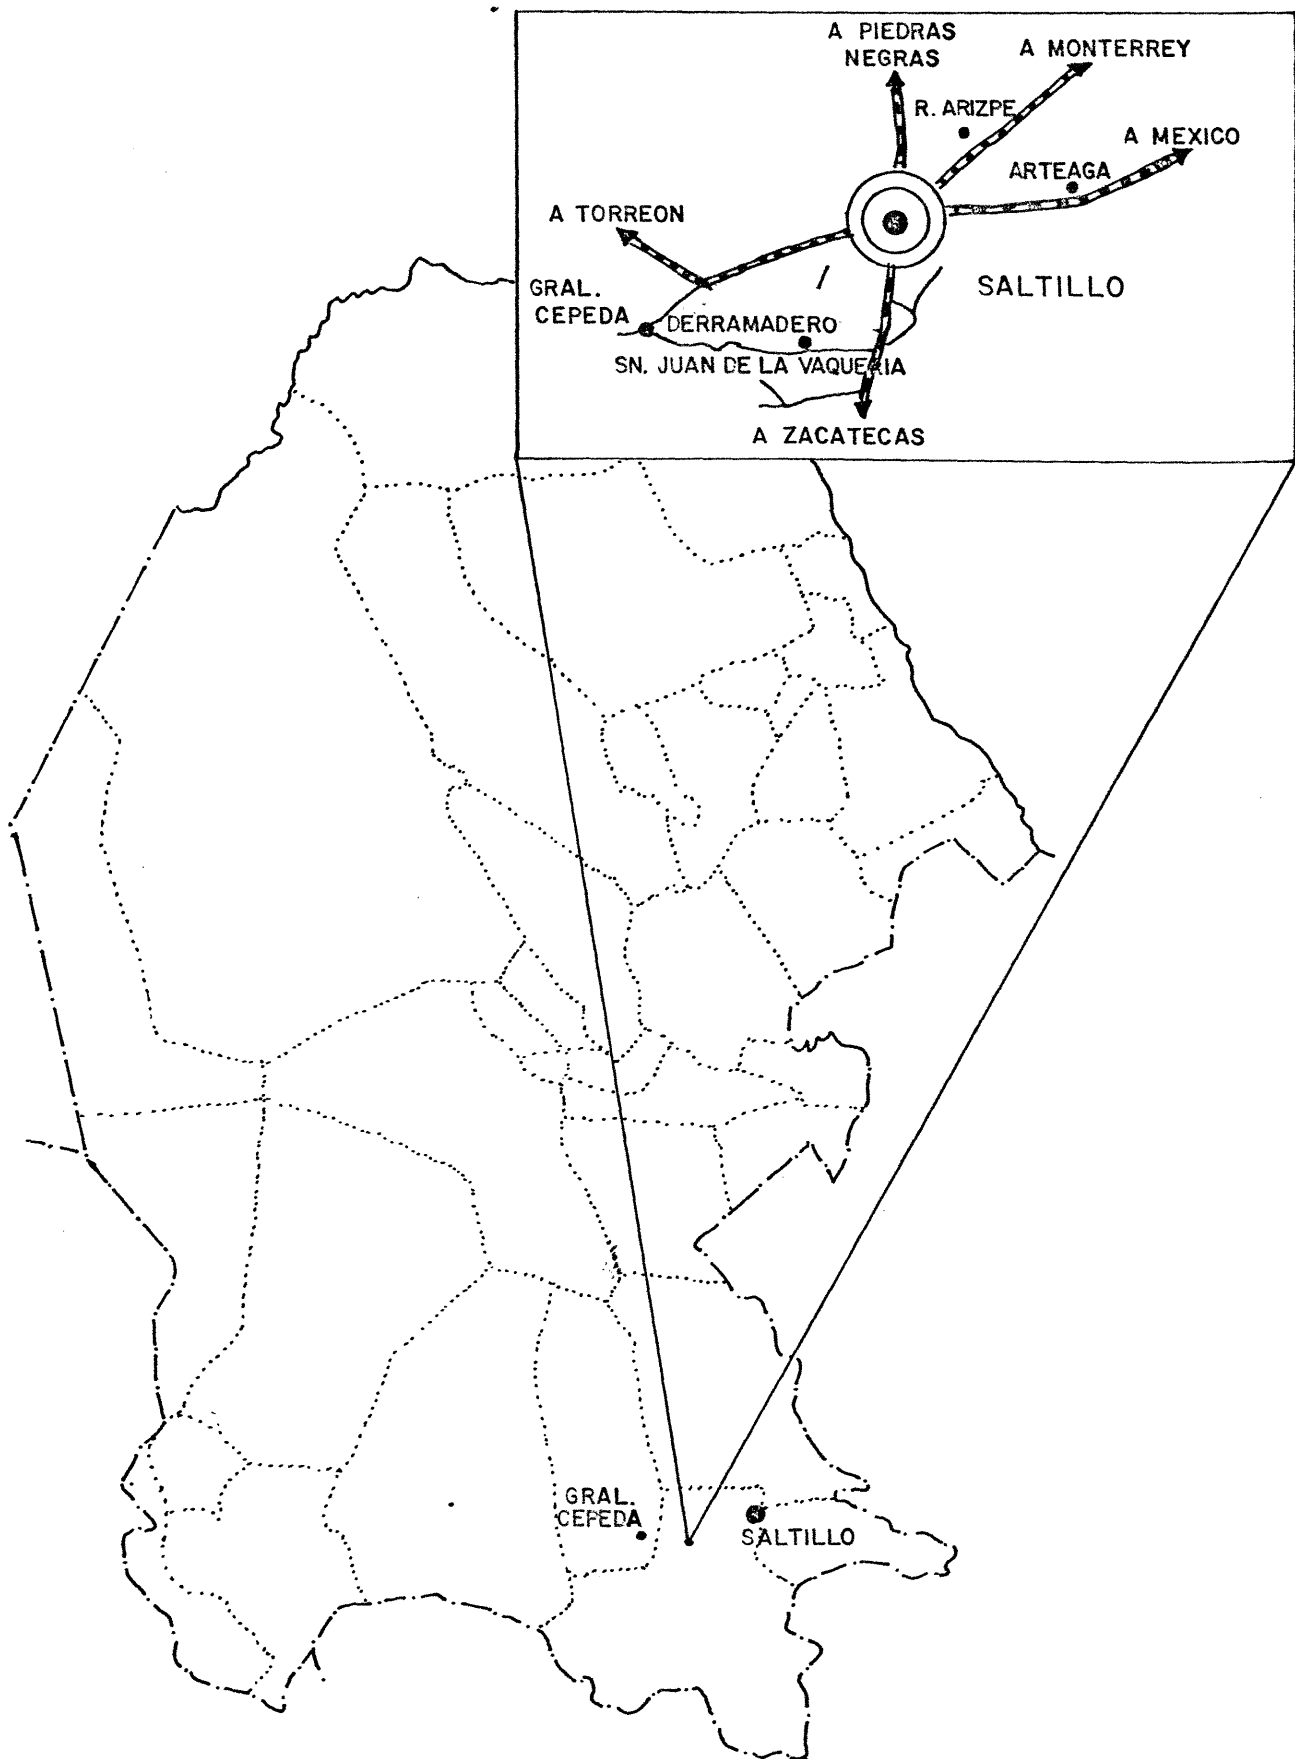 A PIEDRAS
NEGRAS
A MONTERREY
R. ARIZPE
A MEXICO
ARTEAGA
A TORREON
SALTILLO
GRAL.
CEPEDA
DERRAMADERO
SN. JUAN DE LA VAQUERIA
A ZACATECAS
GRAL.
CEPEDA
SALTILLO